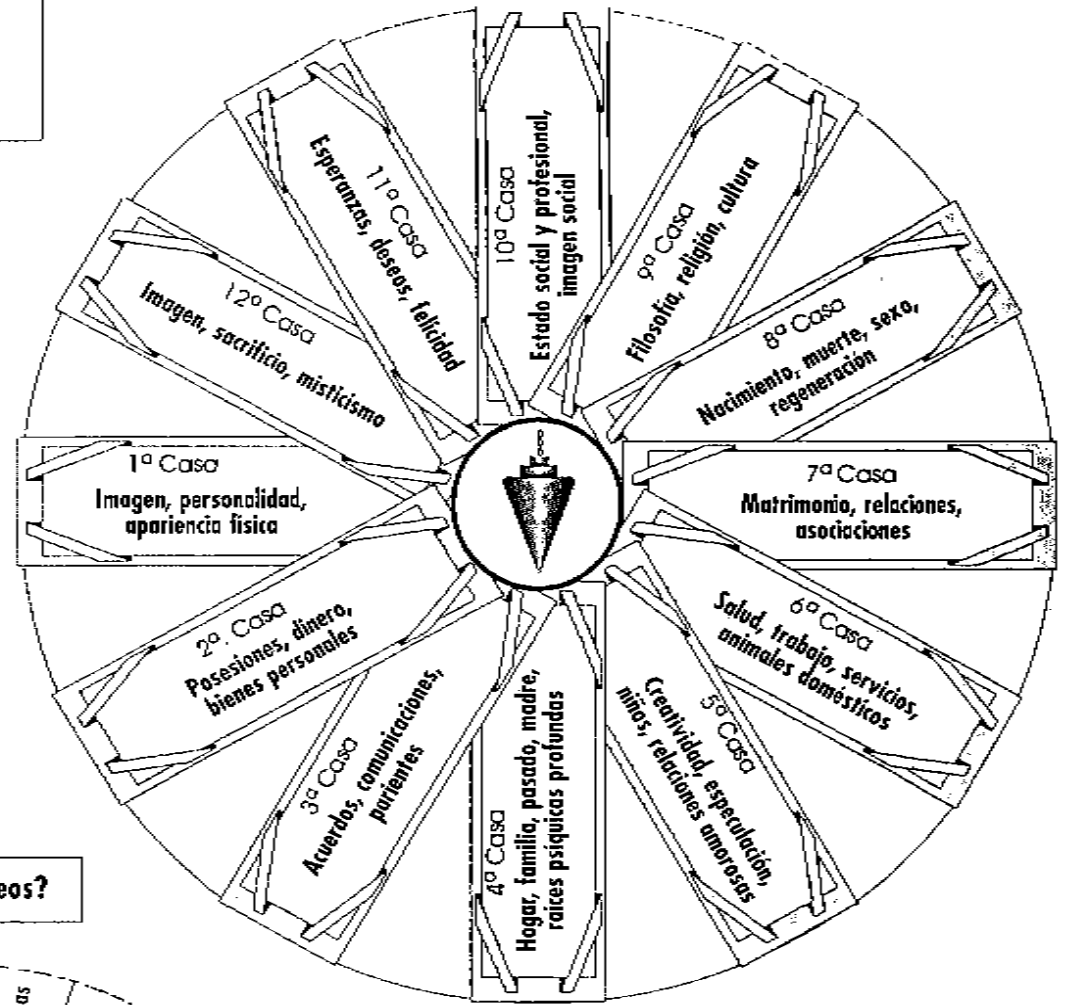 1ª Casa
Imagen, personalidad,
apariencia física
2ª. Casa
Posesiones, dinero,
bienes personales
3ª Casa
Acuerdos, comunicaciones,
parientes
4ª Casa
Hogar, familia, pasado, madre,
raíces psíquicas profundas
5ª Casa
Creatividad, especulación,
niños, relaciones amorosas
6ª Casa
Salud, trabajo, servicios,
animales domésticos
7ª Casa
Matrimonio, relaciones,
asociaciones
8ª Casa
Nacimiento, muerte, sexo,
regeneración
9ª Casa
Filosofía, religión, cultura
10ª Casa
Estado social y profesional,
imagen social
11ª Casa
Esperanzas, deseos, felicidad
12ª Casa
Imagen, sacrificio, misticismo
eos?
as